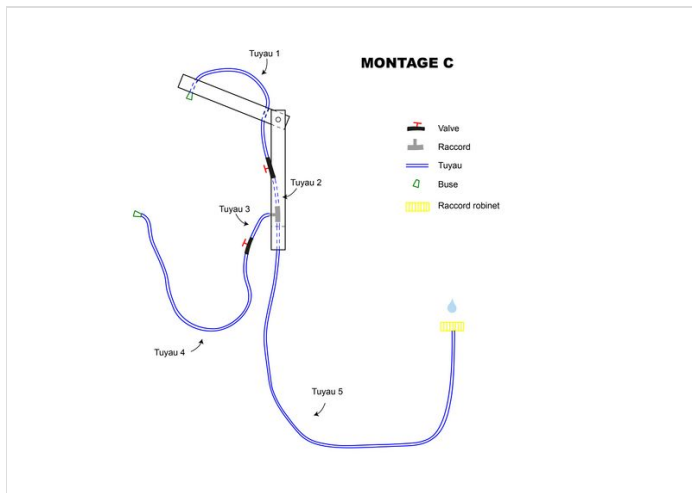 MONTAGE C
Tuyau 1
Valve
Raccord
Tuyau
Buse
Raccord robinet
Tuyau 2
Tuyau 3
Tuyau 4
Tuyau 5